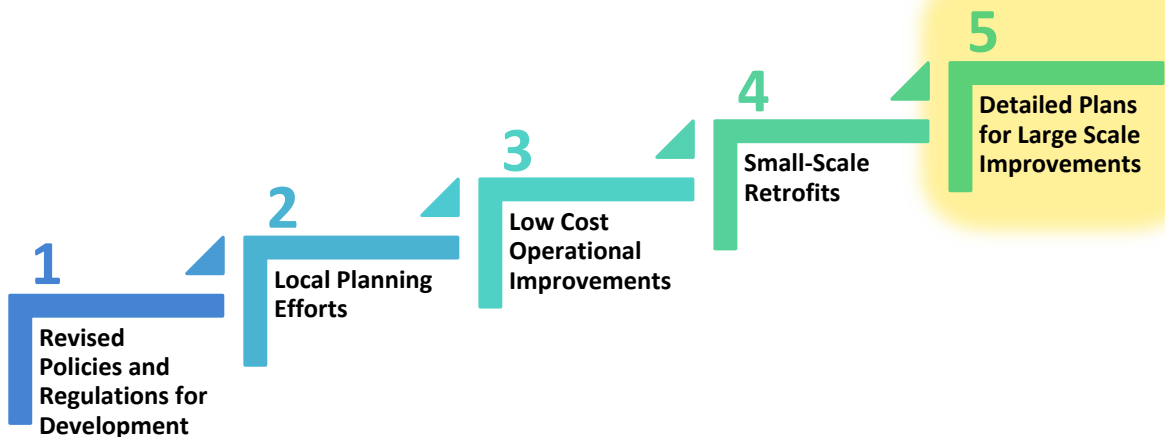 1
Revised
Policies and
Regulations for
Development
2
Local Planning
Efforts
3
Low Cost
Operational
Improvements
4
Small-Scale
Retrofits
5
Detailed Plans
for Large Scale
Improvements